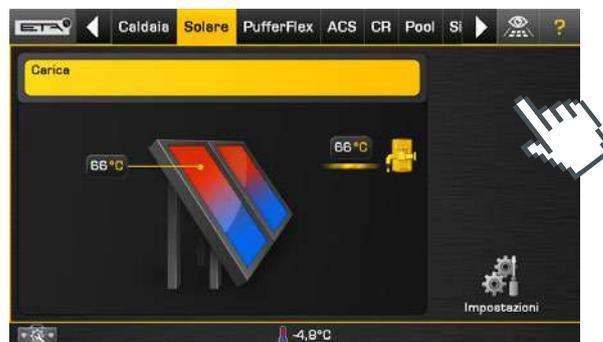 ETA Caldaia Solare PufferFlex ACS CR Pool Si ?
Carica
66°C
66°C
Impostazioni
-4,8°C